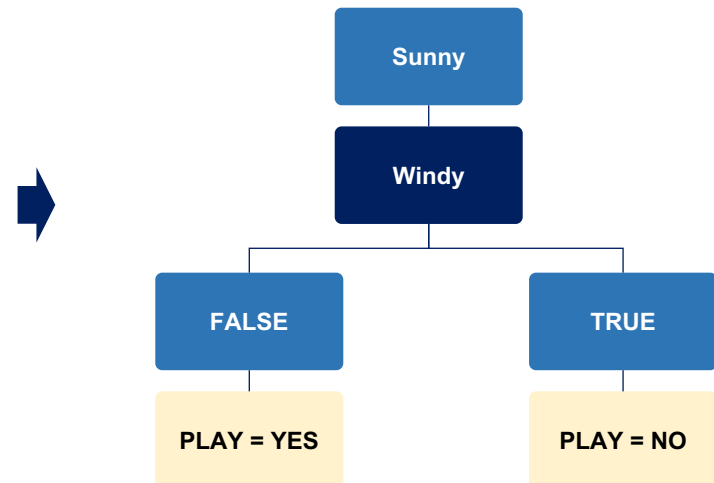 Sunny
Windy
FALSE
TRUE
PLAY = YES
PLAY = NO